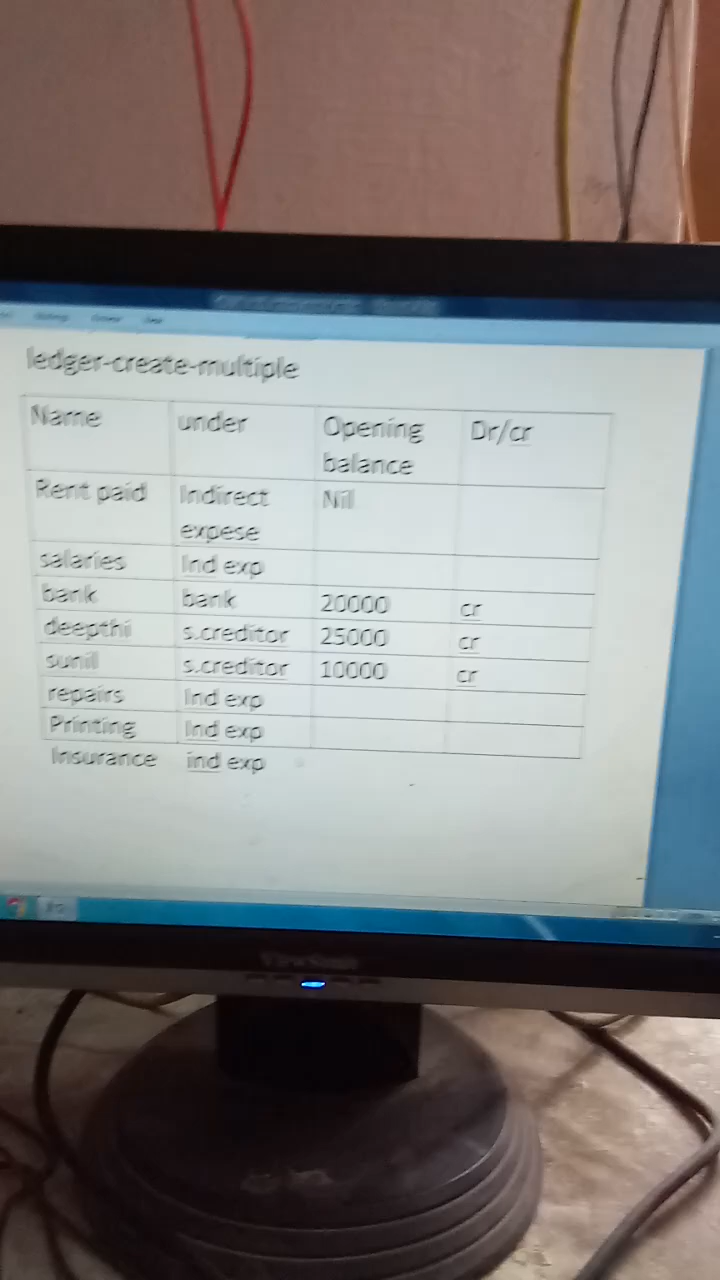 ledger-create-multiple
Name under Opening balance Dr/cr
Rent paid Indirect expese Nil
salaries Ind exp
bank bank 20000 cr
deepthi s.creditor 25000 cr
sunil s.creditor 10000 cr
repairs Ind exp
Printing Ind exp
Insurance ind exp
ViewSonic